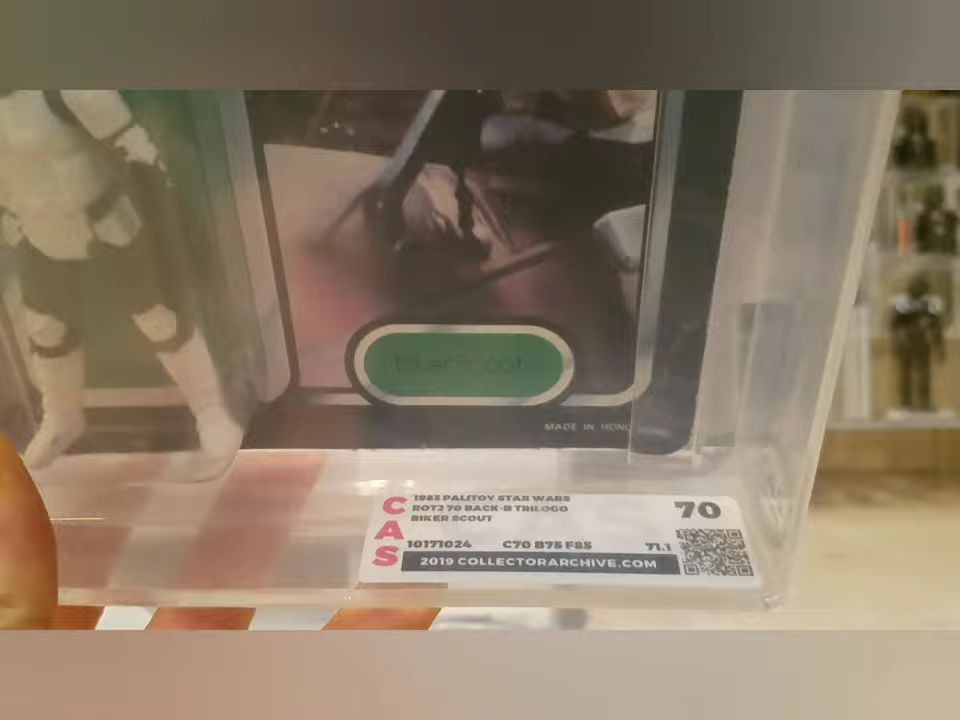 Biker Scout
MADE IN HONG
CAS
1983 PALITOY STAR WARS
ROTJ 70 BACK-B TRILOGO
BIKER SCOUT
70
10171024 C70 B75 F85 71.1
2019 COLLECTORARCHIVE.COM